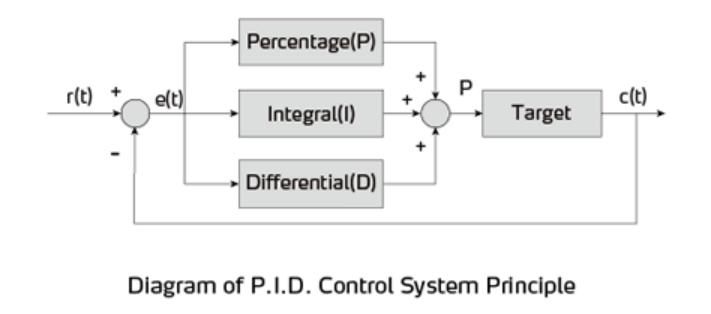 Percentage(P)
r(t)
+
e(t)
+
P
c(t)
+
Integral(I)
Target
-
+
Differential(D)
Diagram of P.I.D. Control System Principle